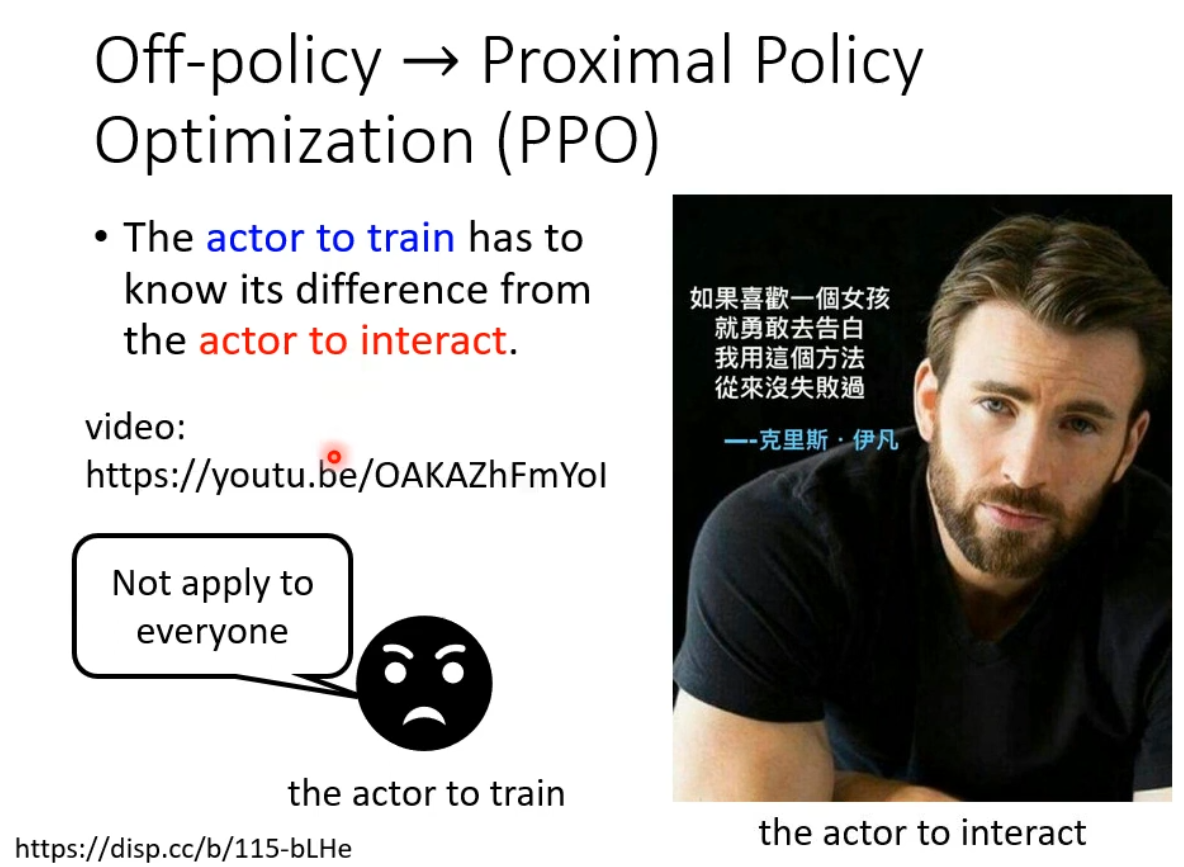 Off-policy → Proximal Policy
Optimization (PPO)
• The actor to train has to
know its difference from
the actor to interact.
video:
https://youtu.be/OAKAZhFmYoI
Not apply to
everyone
the actor to train
https://disp.cc/b/115-bLHe
如果喜歡一個女孩
就勇敢去告白
我用這個方法
從來沒失敗過
—-克里斯·伊凡
the actor to interact